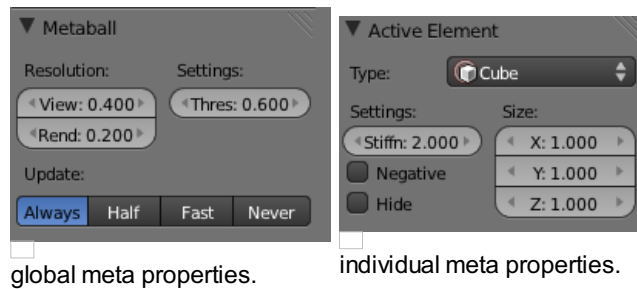 Metaball
Resolution: Settings:
View: 0.400 Thres: 0.600
Rend: 0.200
Update:
Always Half Fast Never
global meta properties.
Active Element
Type: Cube
Settings: Size:
Stiffn: 2.000 X: 1.000
Negative Y: 1.000
Hide Z: 1.000
individual meta properties.